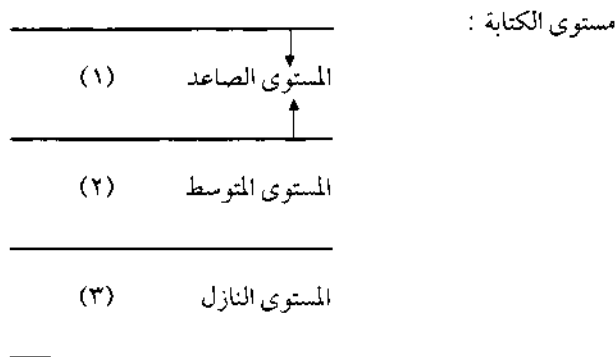 مستوى الكتابة :
المستوى الصاعد (١)
المستوى المتوسط (٢)
المستوى النازل (٣)